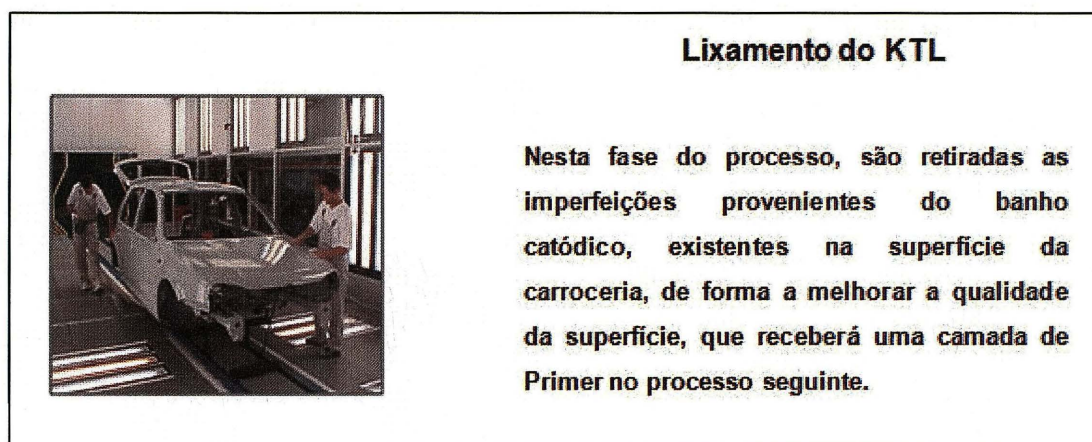 Lixamento do KTL
Nesta fase do processo, são retiradas as
imperfeições provenientes do banho
catódico, existentes na superfície da
carroceria, de forma a melhorar a qualidade
da superfície, que receberá uma camada de
Primer no processo seguinte.